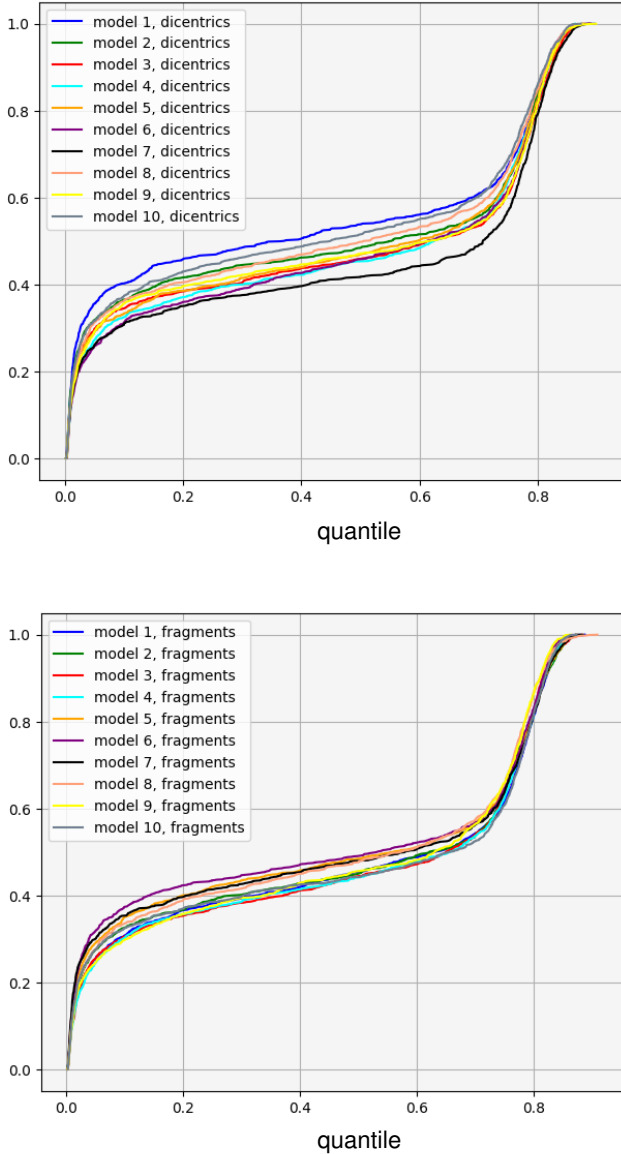 1.0
0.8
0.6
0.4
0.2
0.0
model 1, dicentrics
model 2, dicentrics
model 3, dicentrics
model 4, dicentrics
model 5, dicentrics
model 6, dicentrics
model 7, dicentrics
model 8, dicentrics
model 9, dicentrics
model 10, dicentrics
0.0 0.2 0.4 0.6 0.8
quantile
1.0
0.8
0.6
0.4
0.2
0.0
model 1, fragments
model 2, fragments
model 3, fragments
model 4, fragments
model 5, fragments
model 6, fragments
model 7, fragments
model 8, fragments
model 9, fragments
model 10, fragments
0.0 0.2 0.4 0.6 0.8
quantile